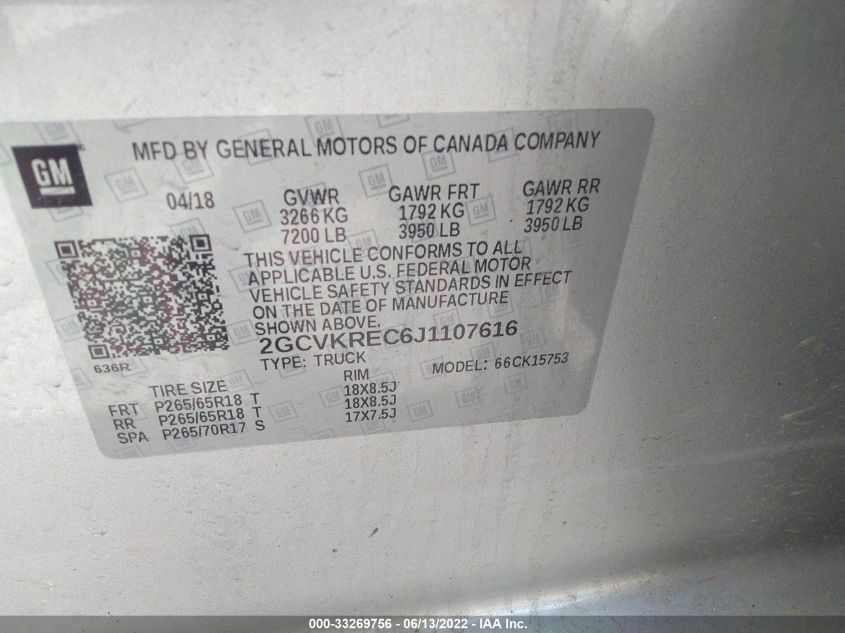 GM
MFD BY GENERAL MOTORS OF CANADA COMPANY
04/18 GVWR GAWR FRT GAWR RR
3266 KG 1792 KG 1792 KG
7200 LB 3950 LB 3950 LB
THIS VEHICLE CONFORMS TO ALL
APPLICABLE U.S. FEDERAL MOTOR
VEHICLE SAFETY STANDARDS IN EFFECT
ON THE DATE OF MANUFACTURE
SHOWN ABOVE.
2GCVKREC6J1107616
636R TYPE: TRUCK MODEL: 66CK15753
TIRE SIZE RIM
FRT P265/65R18 T 18X8.5J
RR P265/65R18 T 18X8.5J
SPA P265/70R17 S 17X7.5J
000-33269756 - 06/13/2022 - IAA Inc.